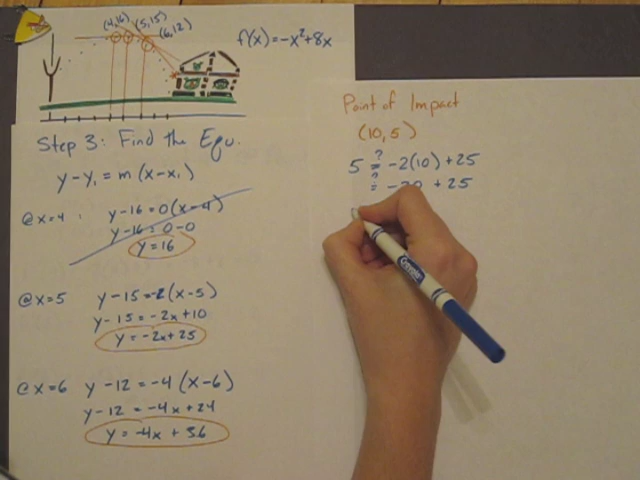 (4,16) (5,15) (6,12)
f(x)=-x²+8x
Step 3: Find the Equ.
y-y₁=m(x-x₁)
@x=4, y-16=0(x-4)
y-16=0-0
y=16
@x=5 y-15=-2(x-5)
y-15=-2x+10
y=-2x+25
@x=6 y-12=-4(x-6)
y-12=-4x+24
y=-4x+36
Point of Impact
(10,5)
5 ?= -2(10)+25
?= -20 +25
Crayola